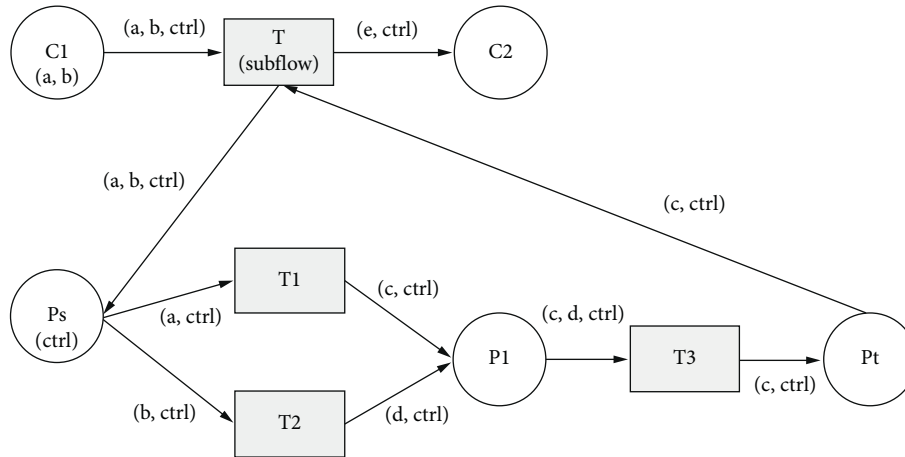 (a, b, ctrl)
(e, ctrl)
C1
(a, b)
T
(subflow)
C2
(a, b, ctrl)
(c, ctrl)
Ps
(ctrl)
T1
(a, ctrl)
(c, ctrl)
(c, d, ctrl)
P1
T3
Pt
(c, ctrl)
(b, ctrl)
T2
(d, ctrl)